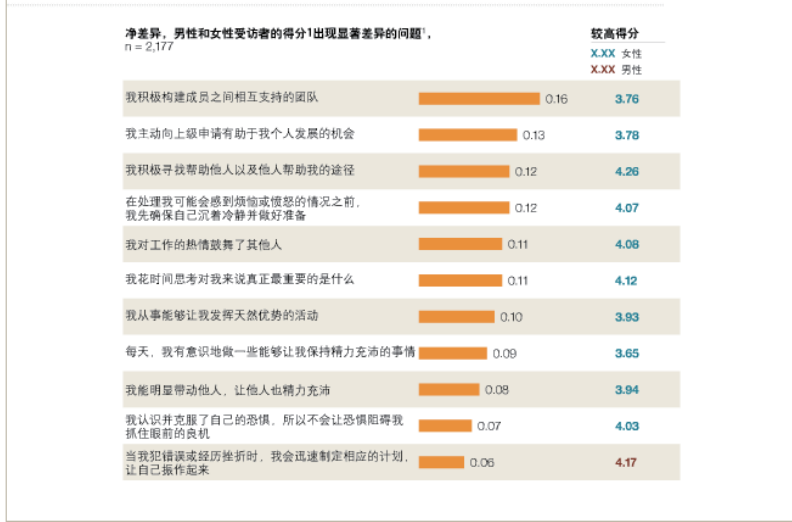 净差异，男性和女性受访者的得分1出现显著差异的问题¹，
n = 2,177
较高得分
X.XX 女性
X.XX 男性
我积极构建成员之间相互支持的团队 0.16 3.76
我主动向上级申请有助于我个人发展的机会 0.13 3.78
我积极寻找帮助他人以及他人帮助我的途径 0.12 4.26
在处理我可能会感到烦恼或愤怒的情况之前，
我先确保自己沉着冷静并做好准备 0.12 4.07
我对工作的热情鼓舞了其他人 0.11 4.08
我花时间思考对我来说真正最重要的是什么 0.11 4.12
我从事能够让我发挥天然优势的活动 0.10 3.93
每天，我有意识地做一些能够让我保持精力充沛的事情 0.09 3.65
我能明显带动他人，让他人也精力充沛 0.08 3.94
我认识并克服了自己的恐惧，所以不会让恐惧阻碍我
抓住眼前的良机 0.07 4.03
当我犯错误或经历挫折时，我会迅速制定相应的计划，
让自己振作起来 0.06 4.17